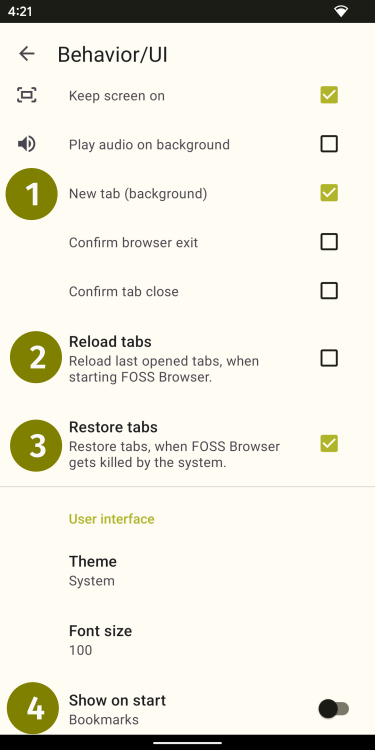 4:21
Behavior/UI
Keep screen on
Play audio on background
1
New tab (background)
Confirm browser exit
Confirm tab close
Reload tabs
2
Reload last opened tabs, when
starting FOSS Browser.
Restore tabs
3
Restore tabs, when FOSS Browser
gets killed by the system.
User interface
Theme
System
Font size
100
Show on start
4
Bookmarks